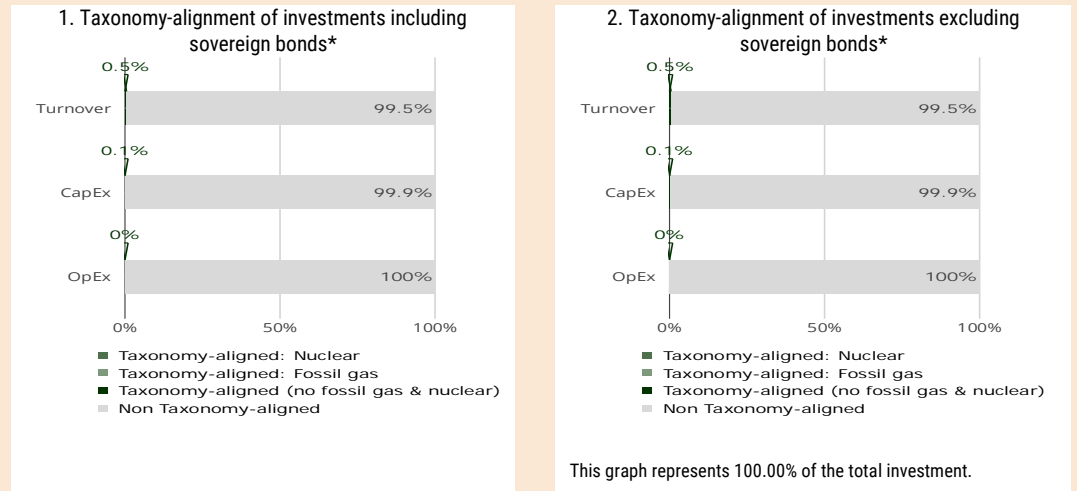 1. Taxonomy-alignment of investments including
sovereign bonds*
0.5%
Turnover
99.5%
0.1%
CapEx
99.9%
0%
OpEx
100%
0%
50%
100%
Taxonomy-aligned: Nuclear
Taxonomy-aligned: Fossil gas
Taxonomy-aligned (no fossil gas & nuclear)
Non Taxonomy-aligned
2. Taxonomy-alignment of investments excluding
sovereign bonds*
0.5%
Turnover
99.5%
0.1%
CapEx
99.9%
0%
OpEx
100%
0%
50%
100%
Taxonomy-aligned: Nuclear
Taxonomy-aligned: Fossil gas
Taxonomy-aligned (no fossil gas & nuclear)
Non Taxonomy-aligned
This graph represents 100.00% of the total investment.